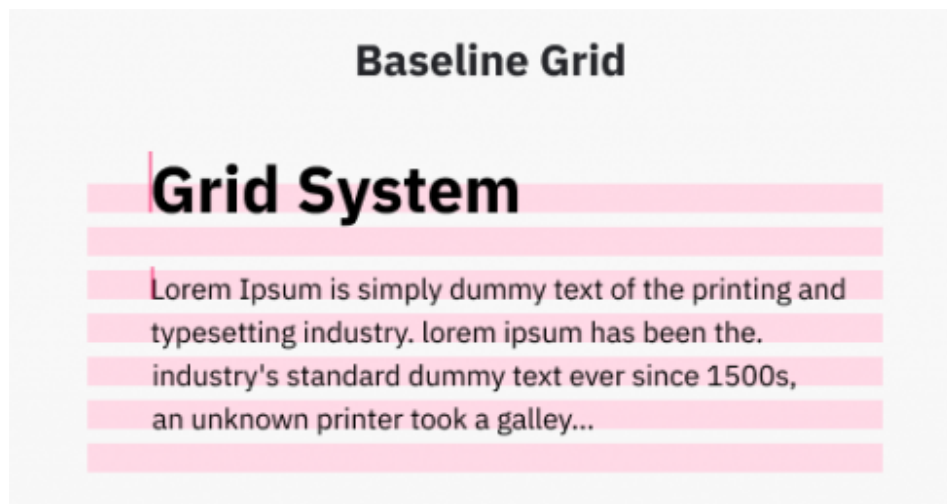 Baseline Grid
Grid System
Lorem Ipsum is simply dummy text of the printing and
typesetting industry. lorem ipsum has been the.
industry's standard dummy text ever since 1500s,
an unknown printer took a galley...